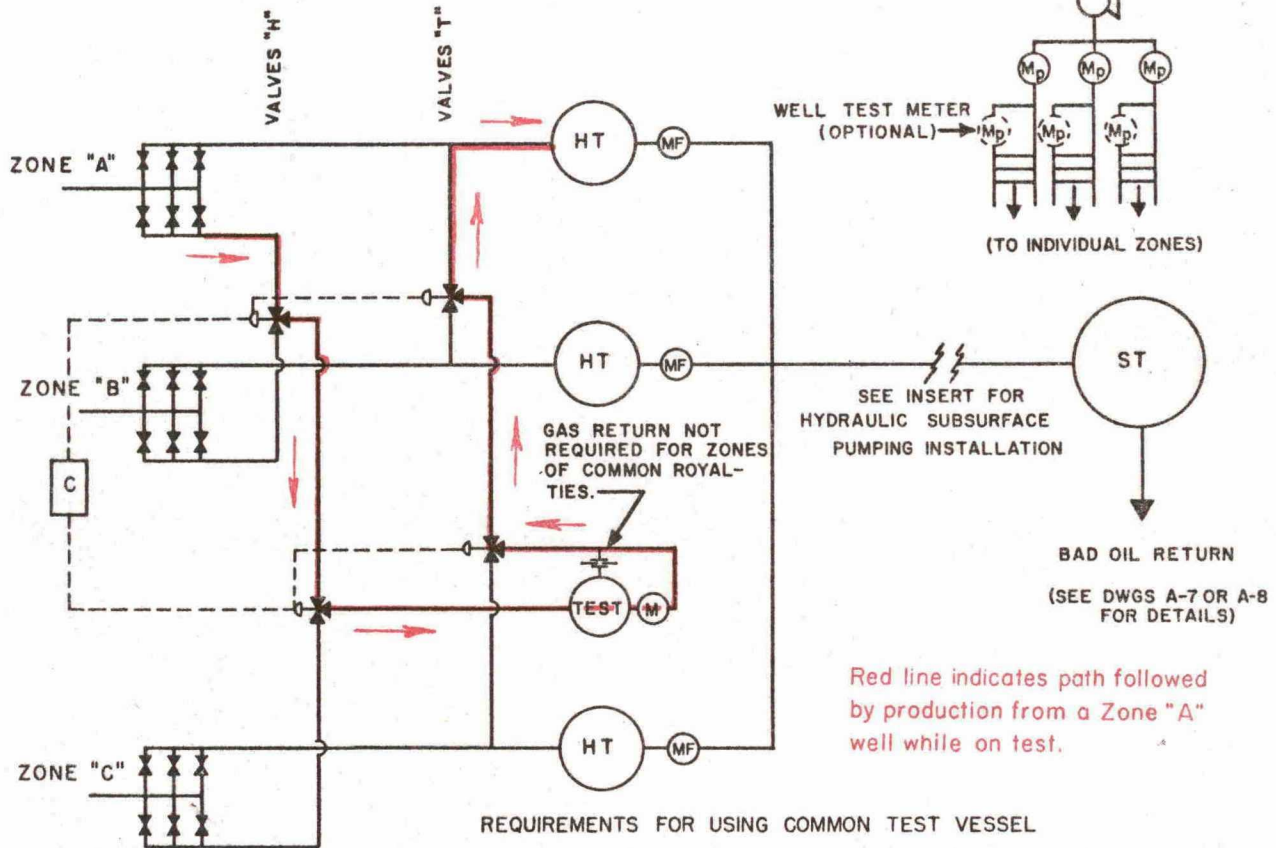 VALVES "H"
VALVES "T"
Mp
Mp
Mp
WELL TEST METER
(OPTIONAL)
Mp
Mp
Mp
(TO INDIVIDUAL ZONES)
ZONE "A"
HT
MF
ZONE "B"
HT
MF
ST
SEE INSERT FOR
HYDRAULIC SUBSURFACE
PUMPING INSTALLATION
GAS RETURN NOT
REQUIRED FOR ZONES
OF COMMON ROYAL-
TIES.
C
TEST
M
BAD OIL RETURN
(SEE DWGS A-7 OR A-8
FOR DETAILS)
Red line indicates path followed
by production from a Zone "A"
well while on test.
ZONE "C"
HT
MF
REQUIREMENTS FOR USING COMMON TEST VESSEL